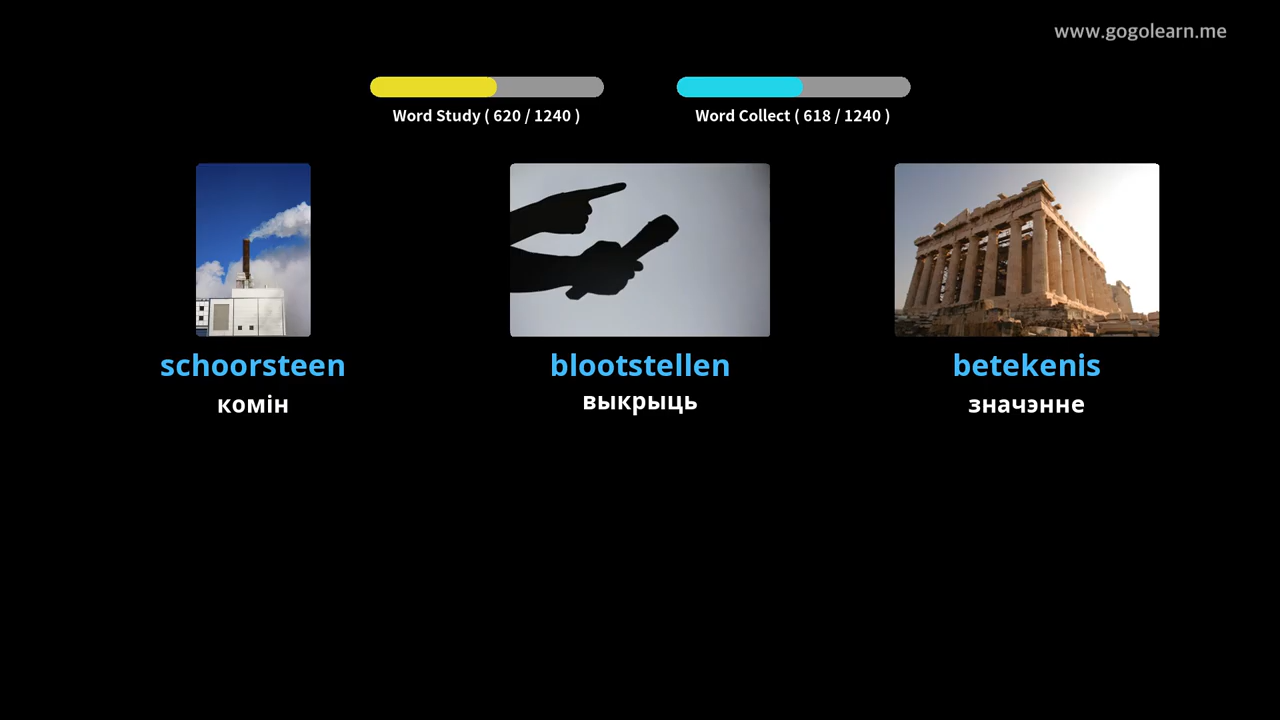 www.gogolearn.me
Word Study ( 620 / 1240 )
Word Collect ( 618 / 1240 )
schoorsteen
blootstellen
betekenis
комін
выкрыць
значэнне